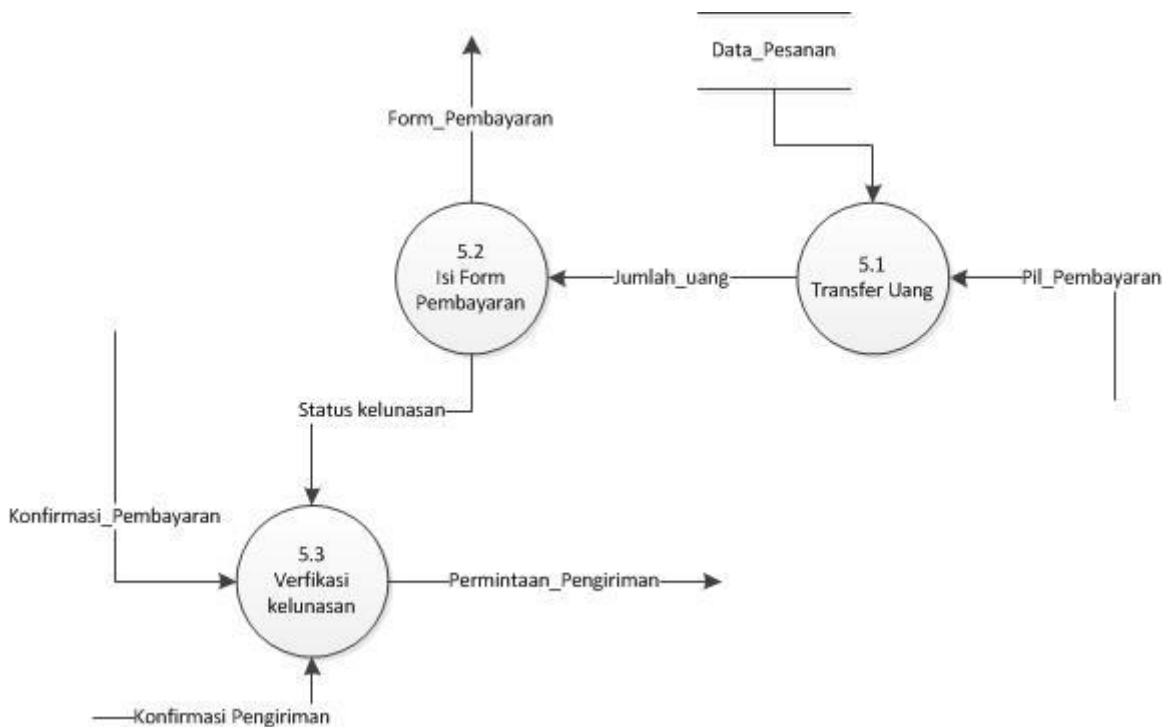 Data_Pesanan
Form_Pembayaran
5.2
Isi Form
Pembayaran
Jumlah_uang
5.1
Transfer Uang
Pil_Pembayaran
Status kelunasan
Konfirmasi_Pembayaran
5.3
Verfikasi
kelunasan
Permintaan_Pengiriman
Konfirmasi Pengiriman